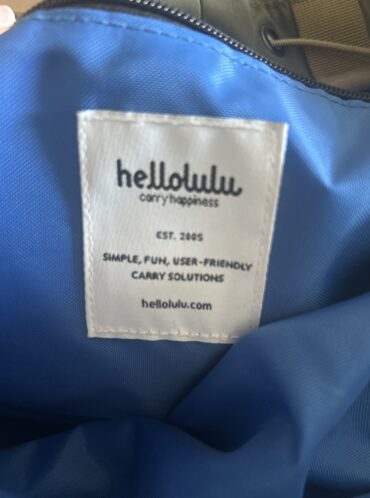 hellolulu
carry happiness
EST. 2005
SIMPLE, FUN, USER-FRIENDLY
CARRY SOLUTIONS
hellolulu.com